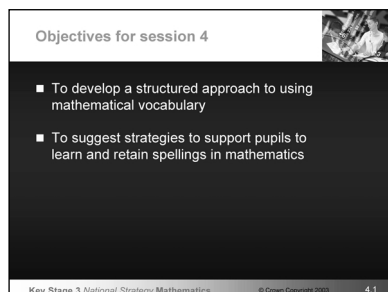 Objectives for session 4
■ To develop a structured approach to using
mathematical vocabulary
■ To suggest strategies to support pupils to
learn and retain spellings in mathematics
Key Stage 3 National Strategy Mathematics © Crown Copyright 2003 4.1